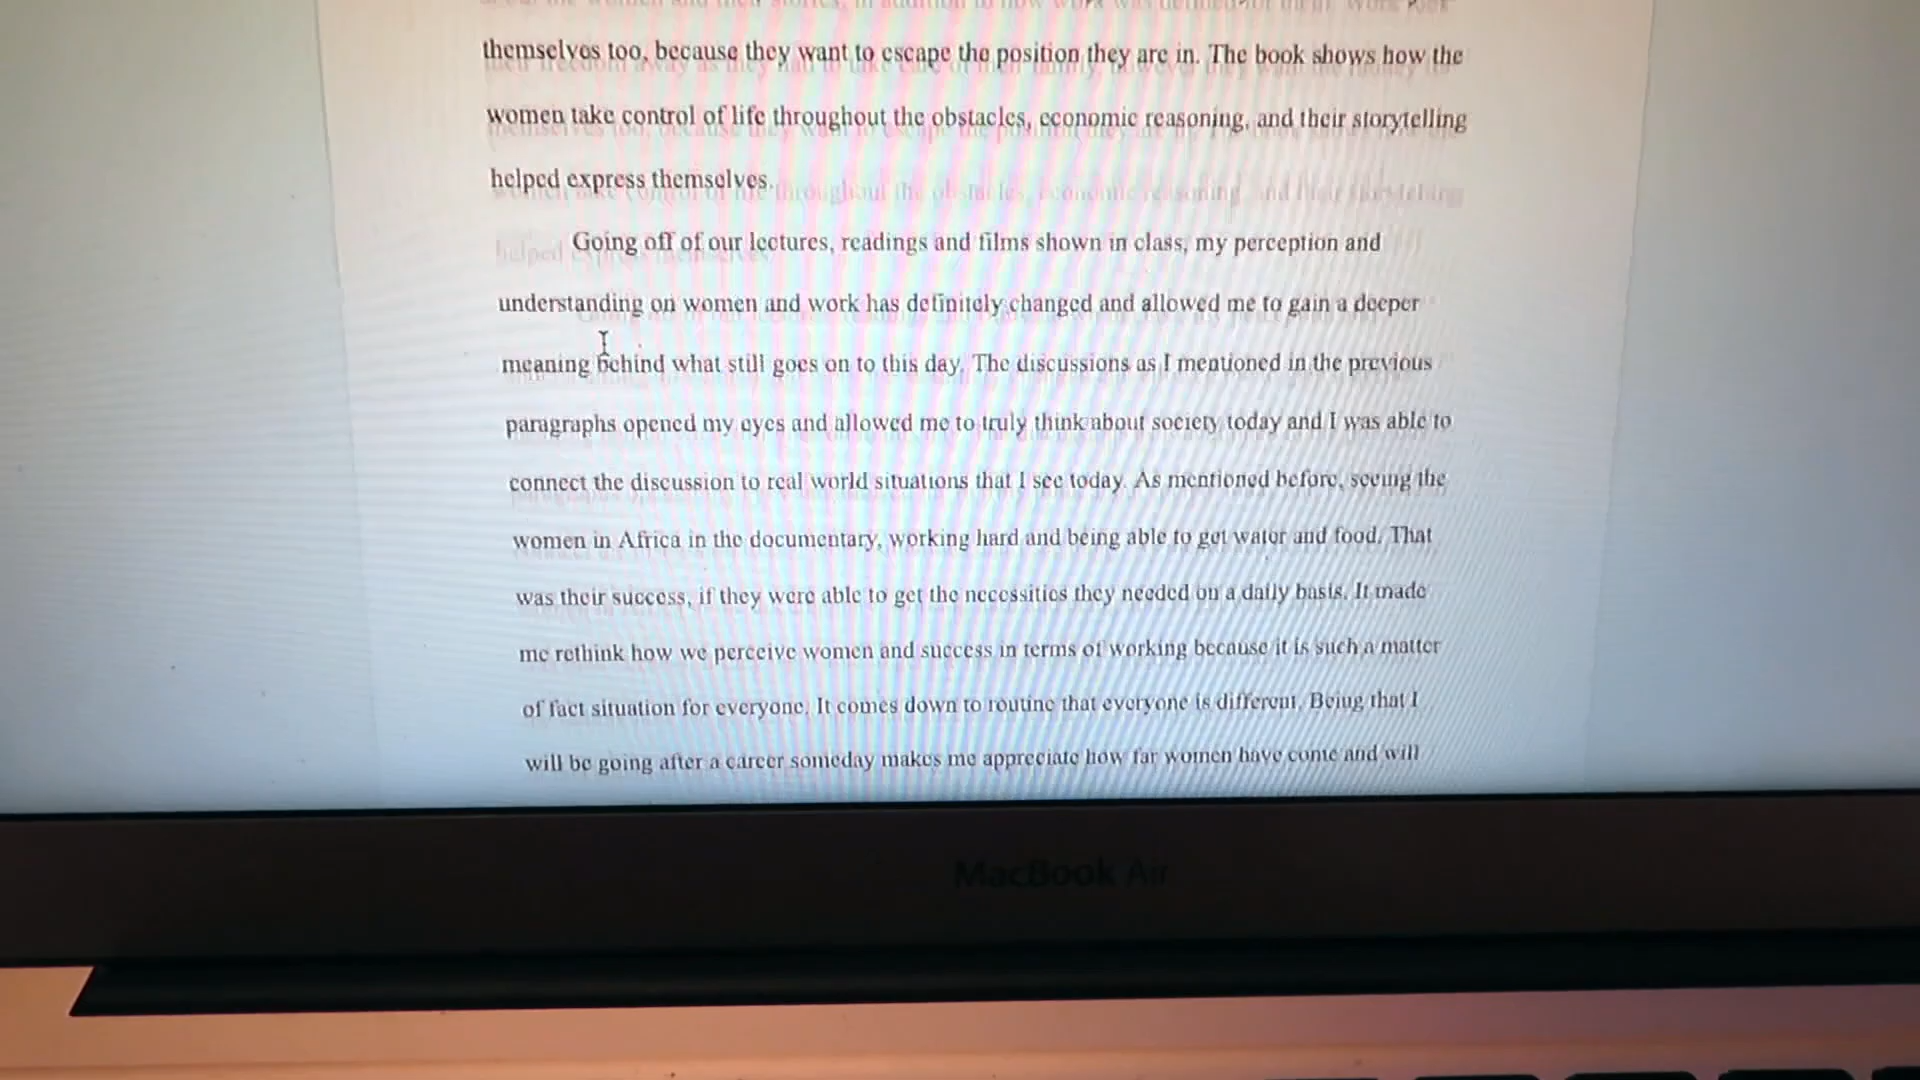 themselves too, because they want to escape the position they are in. The book shows how the
women take control of life throughout the obstacles, economic reasoning, and their storytelling
helped express themselves.
Going off of our lectures, readings and films shown in class, my perception and
understanding on women and work has definitely changed and allowed me to gain a deeper
meaning behind what still goes on to this day. The discussions as I mentioned in the previous
paragraphs opened my eyes and allowed me to truly think about society today and I was able to
connect the discussion to real world situations that I see today. As mentioned before, seeing the
women in Africa in the documentary, working hard and being able to get water and food. That
was their success, if they were able to get the necessities they needed on a daily basis. It made
me rethink how we perceive women and success in terms of working because it is such a matter
of fact situation for everyone. It comes down to routine that everyone is different. Being that I
will be going after a career someday makes me appreciate how far women have come and will
MacBook Air